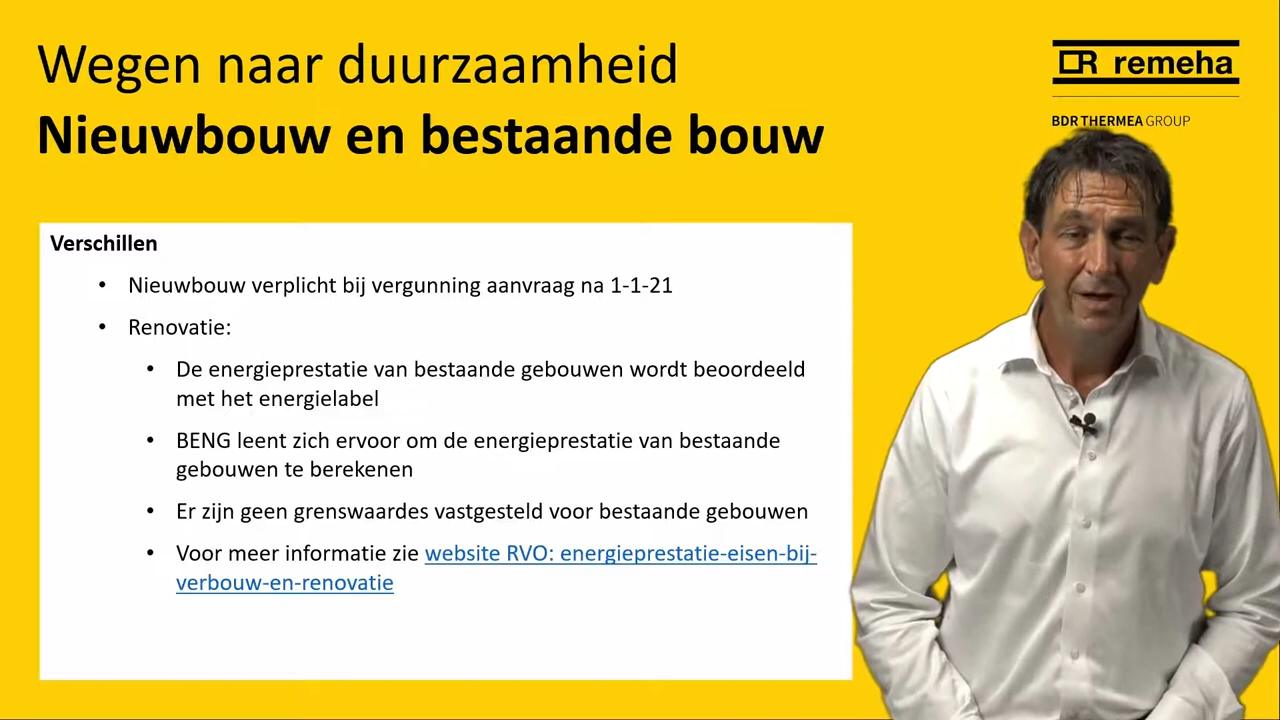 Wegen naar duurzaamheid
Nieuwbouw en bestaande bouw
remeha
BDR THERMEA GROUP
Verschillen
• Nieuwbouw verplicht bij vergunning aanvraag na 1-1-21
• Renovatie:
• De energieprestatie van bestaande gebouwen wordt beoordeeld
met het energielabel
• BENG leent zich ervoor om de energieprestatie van bestaande
gebouwen te berekenen
• Er zijn geen grenswaardes vastgesteld voor bestaande gebouwen
• Voor meer informatie zie website RVO: energieprestatie-eisen-bij-
verbouw-en-renovatie